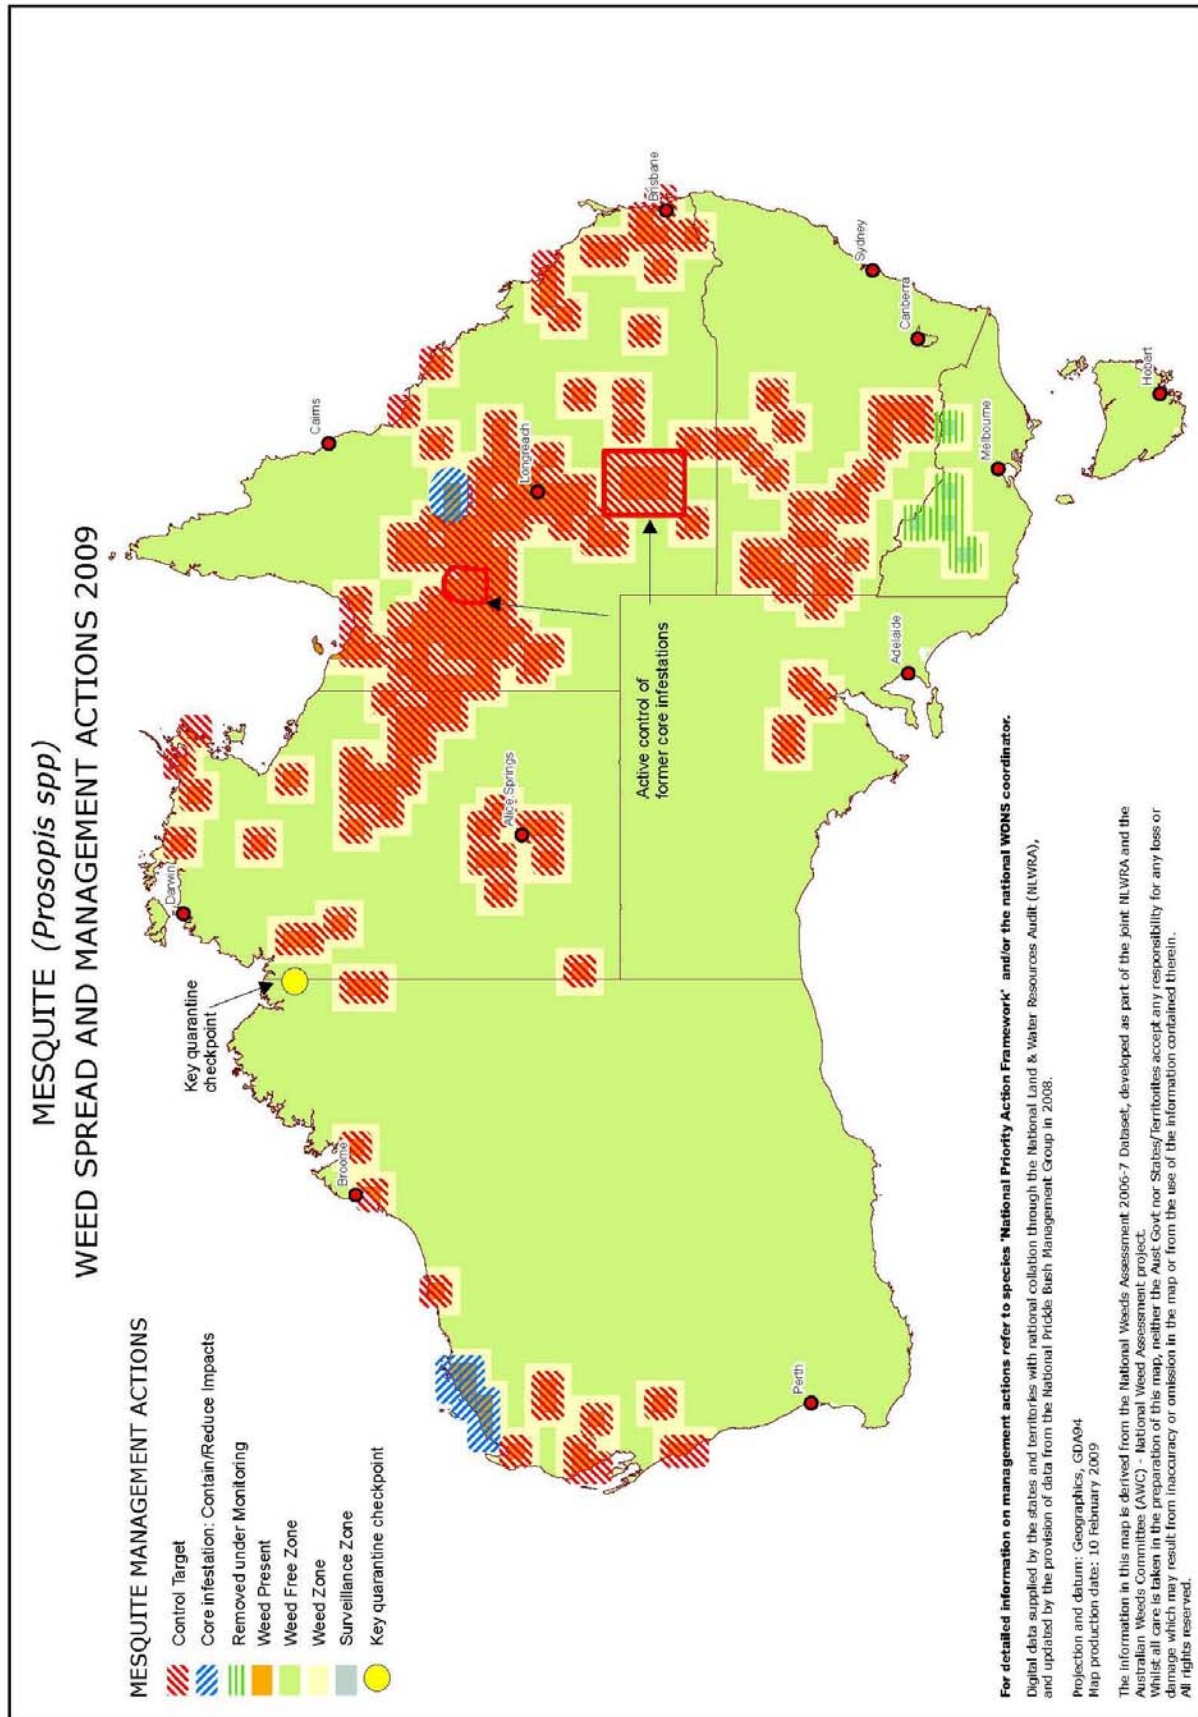 MESQUITE (Prosopis spp)
WEED SPREAD AND MANAGEMENT ACTIONS 2009
MESQUITE MANAGEMENT ACTIONS
Control Target
Core infestation: Contain/Reduce Impacts
Removed under Monitoring
Weed Present
Weed Free Zone
Weed Zone
Surveillance Zone
Key quarantine checkpoint
Key quarantine
checkpoint
Darwin
Broome
Cairns
Longreach
Alice Springs
Active control of
former core infestations
Brisbane
Perth
Adelaide
Sydney
Canberra
Melbourne
Hobart
For detailed information on management actions refer to species 'National Priority Action Framework' and/or the national WONS coordinator.
Digital data supplied by the states and territories with national collation through the National Land & Water Resources Audit (NLWRA),
and updated by the provision of data from the National Prickle Bush Management Group in 2008.
Projection and datum: Geographics, GDA94
Map production date: 10 February 2009
The information in this map is derived from the National Weeds Assessment 2006-7 Dataset, developed as part of the joint NLWRA and the
Australian Weeds Committee (AWC) - National Weed Assessment project.
Whilst all care is taken in the preparation of this map, neither the Aust Govt nor States/Territorites accept any responsibility for any loss or
damage which may result from inaccuracy or omission in the map or from the use of the information contained therein.
All rights reserved.